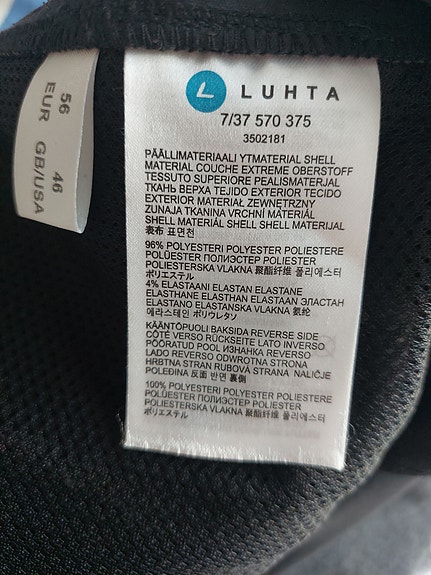 56
EUR
46
GB/USA
LUHTA
7/37 570 375
3502181
PÄÄLLIMATERIAALI YTMATERIAL SHELL
MATERIAL COUCHE EXTREME OBERSTOFF
TESSUTO SUPERIORE PEALISMATERJAL
ТКАНЬ ВЕРХА TEJIDO EXTERIOR TECIDO
EXTERIOR MATERIAŁ ZEWNĘTRZNY
ZUNAJA TKANINA VRCHNÍ MATERIÁL
SHELL MATERIÁL SHELL SHELL MATERIJAL
表布 표면천
96% POLYESTERI POLYESTER POLIESTERE
POLÜESTER ПОЛИЭСТЕР POLIESTER
POLIESTERSKA VLAKNA 聚酯纤维 폴리에스터
ポリエステル
4% ELASTAANI ELASTAN ELASTANE
ELASTHANE ELASTHAN ELASTAAN ЭЛАСТАН
ELASTANO ELASTANSKA VLAKNA 氨纶
에라스테인 ポリウレタン
KÄÄNTÖPUOLI BAKSIDA REVERSE SIDE
CÔTÉ VERSO RÜCKSEITE LATO INVERSO
PÖÖRATUD POOL ИЗНАНКА REVERSO
LADO REVERSO ODWROTNA STRONA
HRBTNA STRAN RUBOVÁ STRANA NALIČJE
POLEĐINA 反面 반면 裏側
100% POLYESTERI POLYESTER POLIESTERE
POLÜESTER ПОЛИЭСТЕР POLIESTER
POLIESTERSKA VLAKNA 聚酯纤维 폴리에스터
ポリエステル